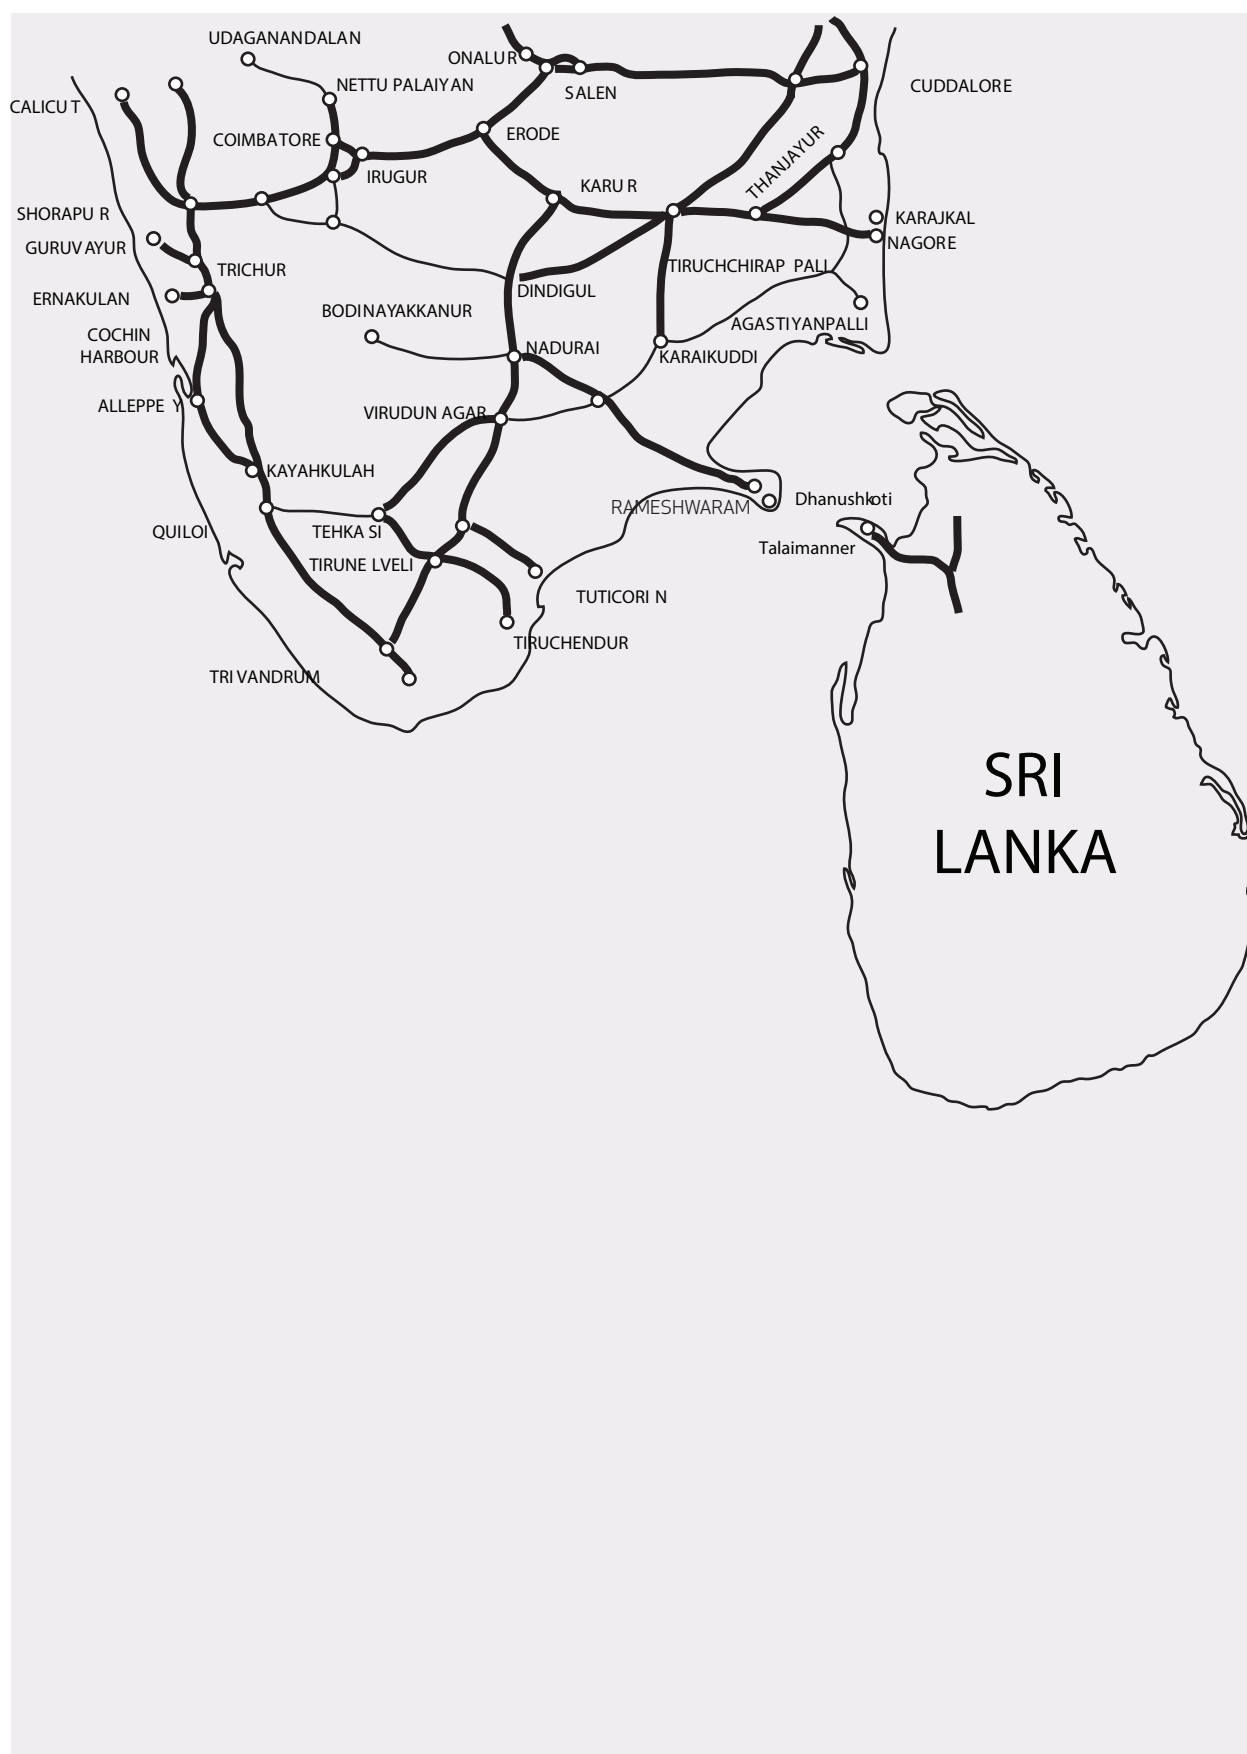 UDAGANANDALAN
ONALUR
NETTU PALAIYAN
SALEN
CUDDALORE
CALICUT
COIMBATORE
ERODE
THANJAYUR
IRUGUR
KARUR
SHORAPUR
KARAJKAL
GURUVAYUR
NAGORE
TRICHUR
TIRUCHCHIRAP PALI
ERNAKULAN
DINDIGUL
BODINAYAKKANUR
AGASTIYANPALLI
COCHIN
HARBOUR
NADURAI
KARAIKUDDI
ALLEPPEY
VIRUDUNAGAR
KAYAHKULAH
Dhanushkoti
RAMESHWARAM
QUILOI
TEHKASI
Talaimanner
TIRUNELVELI
TUTICORIN
TIRUCHENDUR
TRIVANDRUM
SRI
LANKA